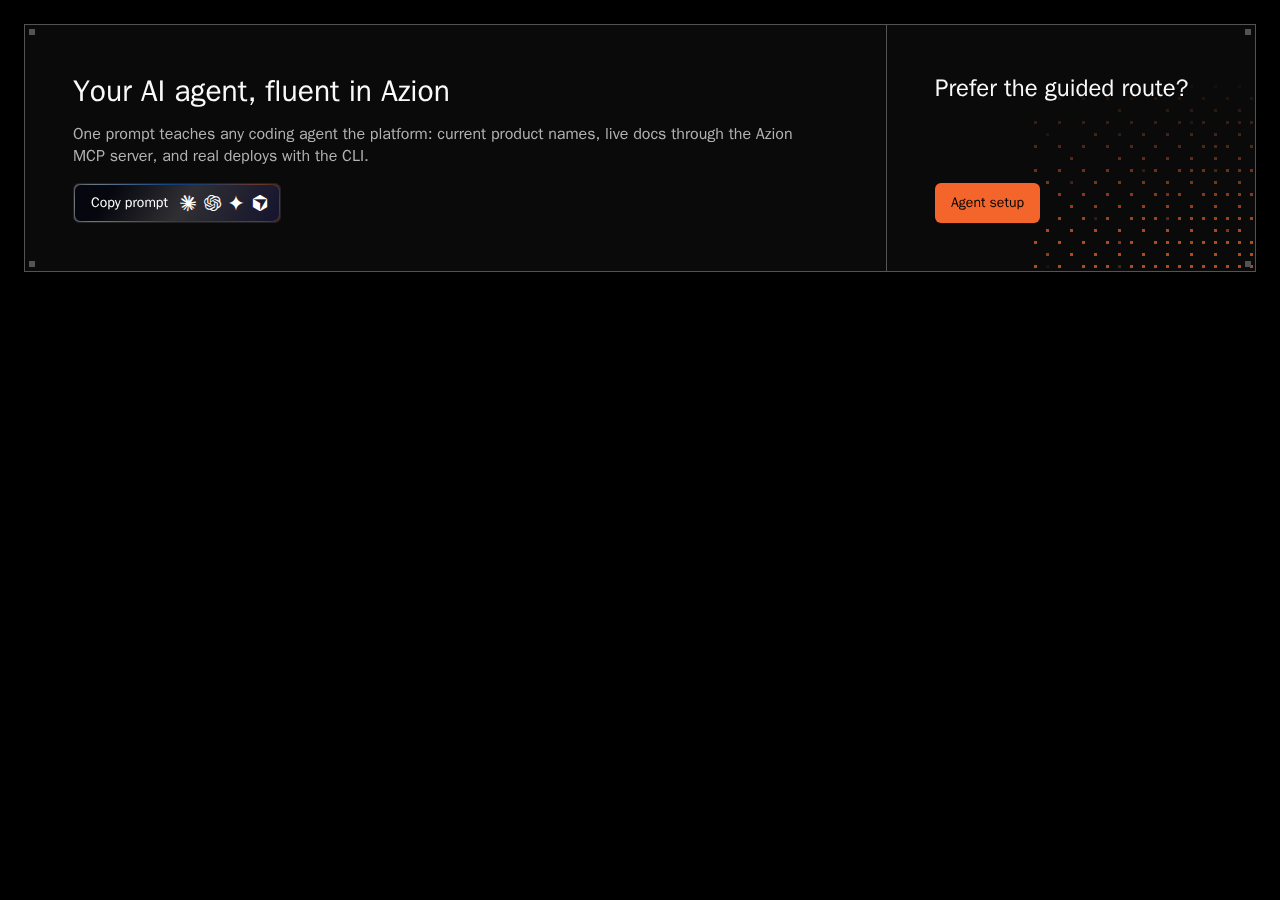 Your AI agent, fluent in Azion
One prompt teaches any coding agent the platform: current product names, live docs through the Azion
MCP server, and real deploys with the CLI.
Copy prompt
Prefer the guided route?
Agent setup